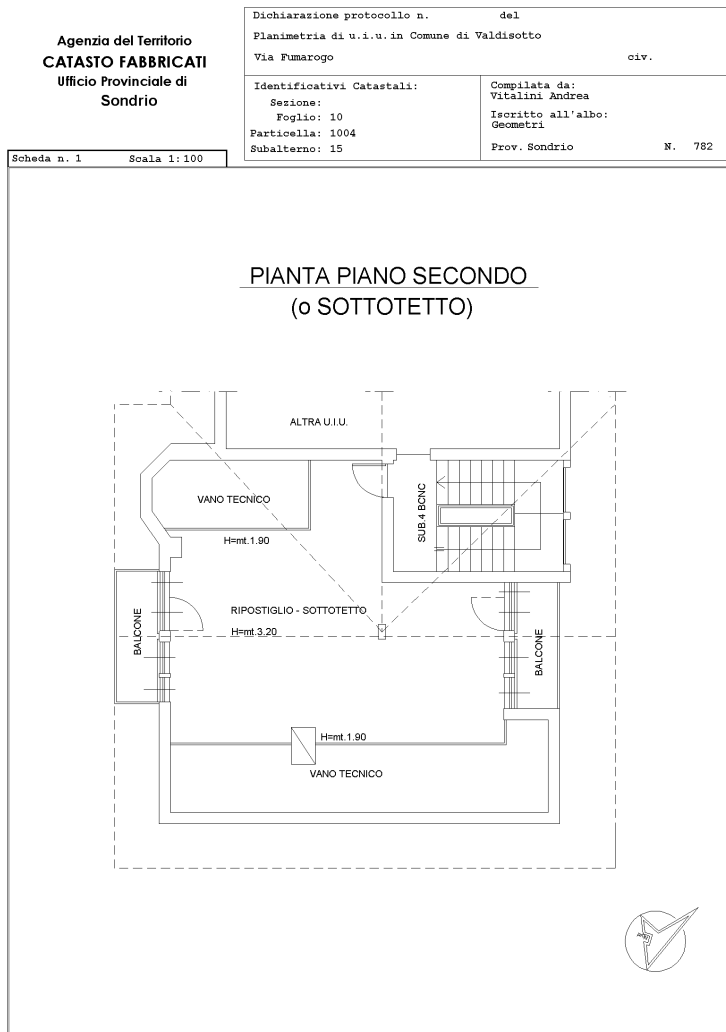 Agenzia del Territorio
CATASTO FABBRICATI
Ufficio Provinciale di
Sondrio
Scheda n. 1 Scala 1:100
Dichiarazione protocollo n. del
Planimetria di u.i.u.in Comune di Valdisotto
Via Fumarogo civ.
Identificativi Catastali:
Sezione:
Foglio: 10
Particella: 1004
Subalterno: 15
Compilata da:
Vitalini Andrea
Iscritto all'albo:
Geometri
Prov. Sondrio N. 782
PIANTA PIANO SECONDO
(o SOTTOTETTO)
ALTRA U.I.U.
VANO TECNICO
H=mt.1.90
SUB.4 BCNC
RIPOSTIGLIO - SOTTOTETTO
H=mt.3.20
BALCONE
BALCONE
H=mt.1.90
VANO TECNICO